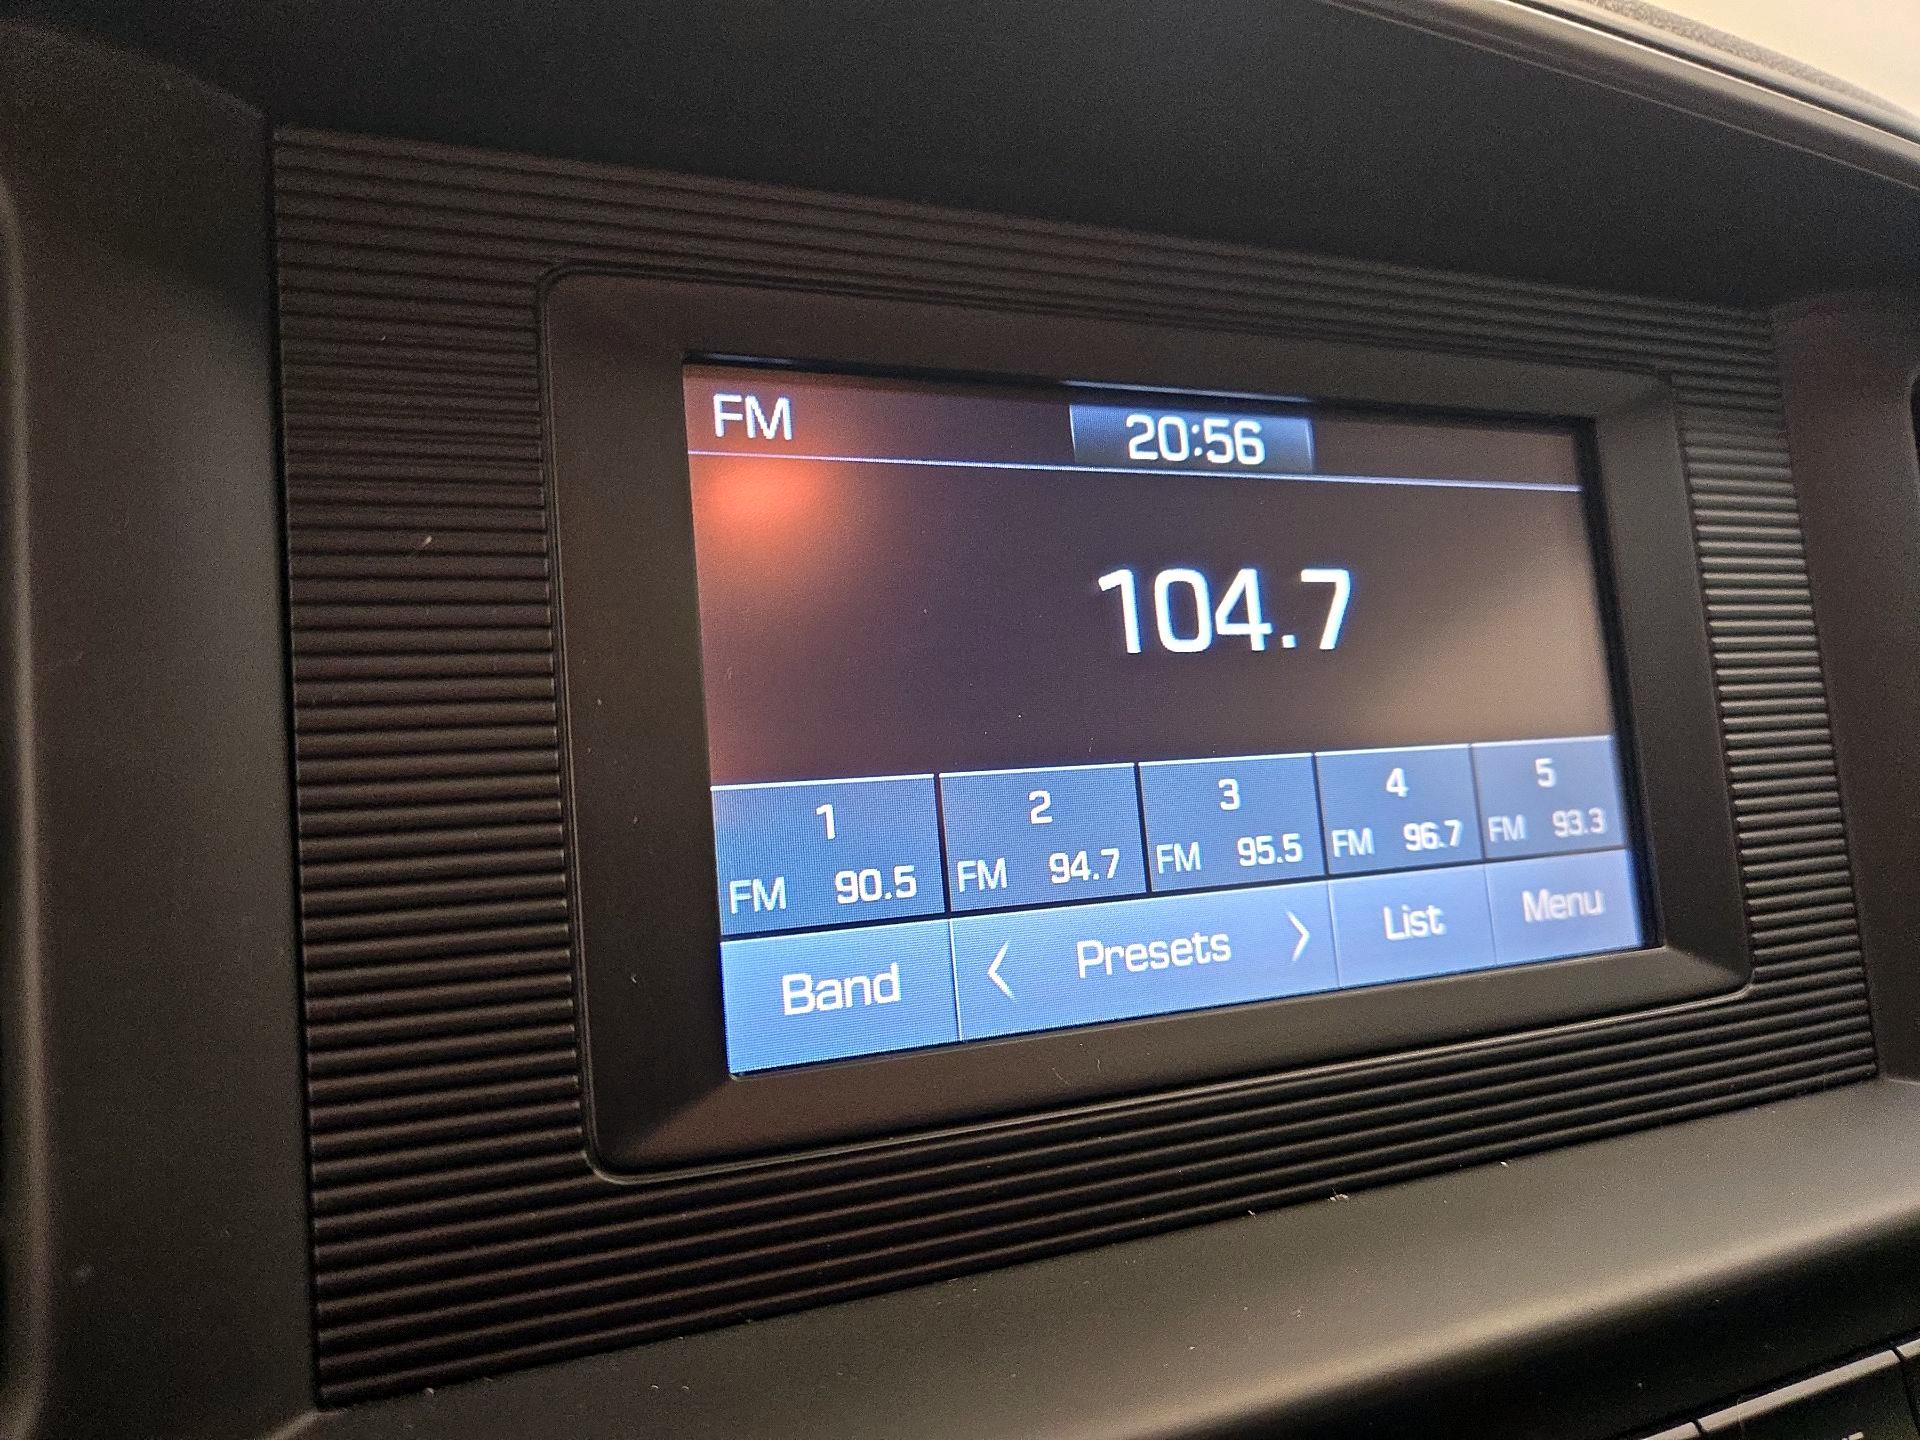 FM 20:56
104.7
1 2 3 4 5
FM 90.5 FM 94.7 FM 95.5 FM 96.7 FM 93.3
Band < Presets > List Menu